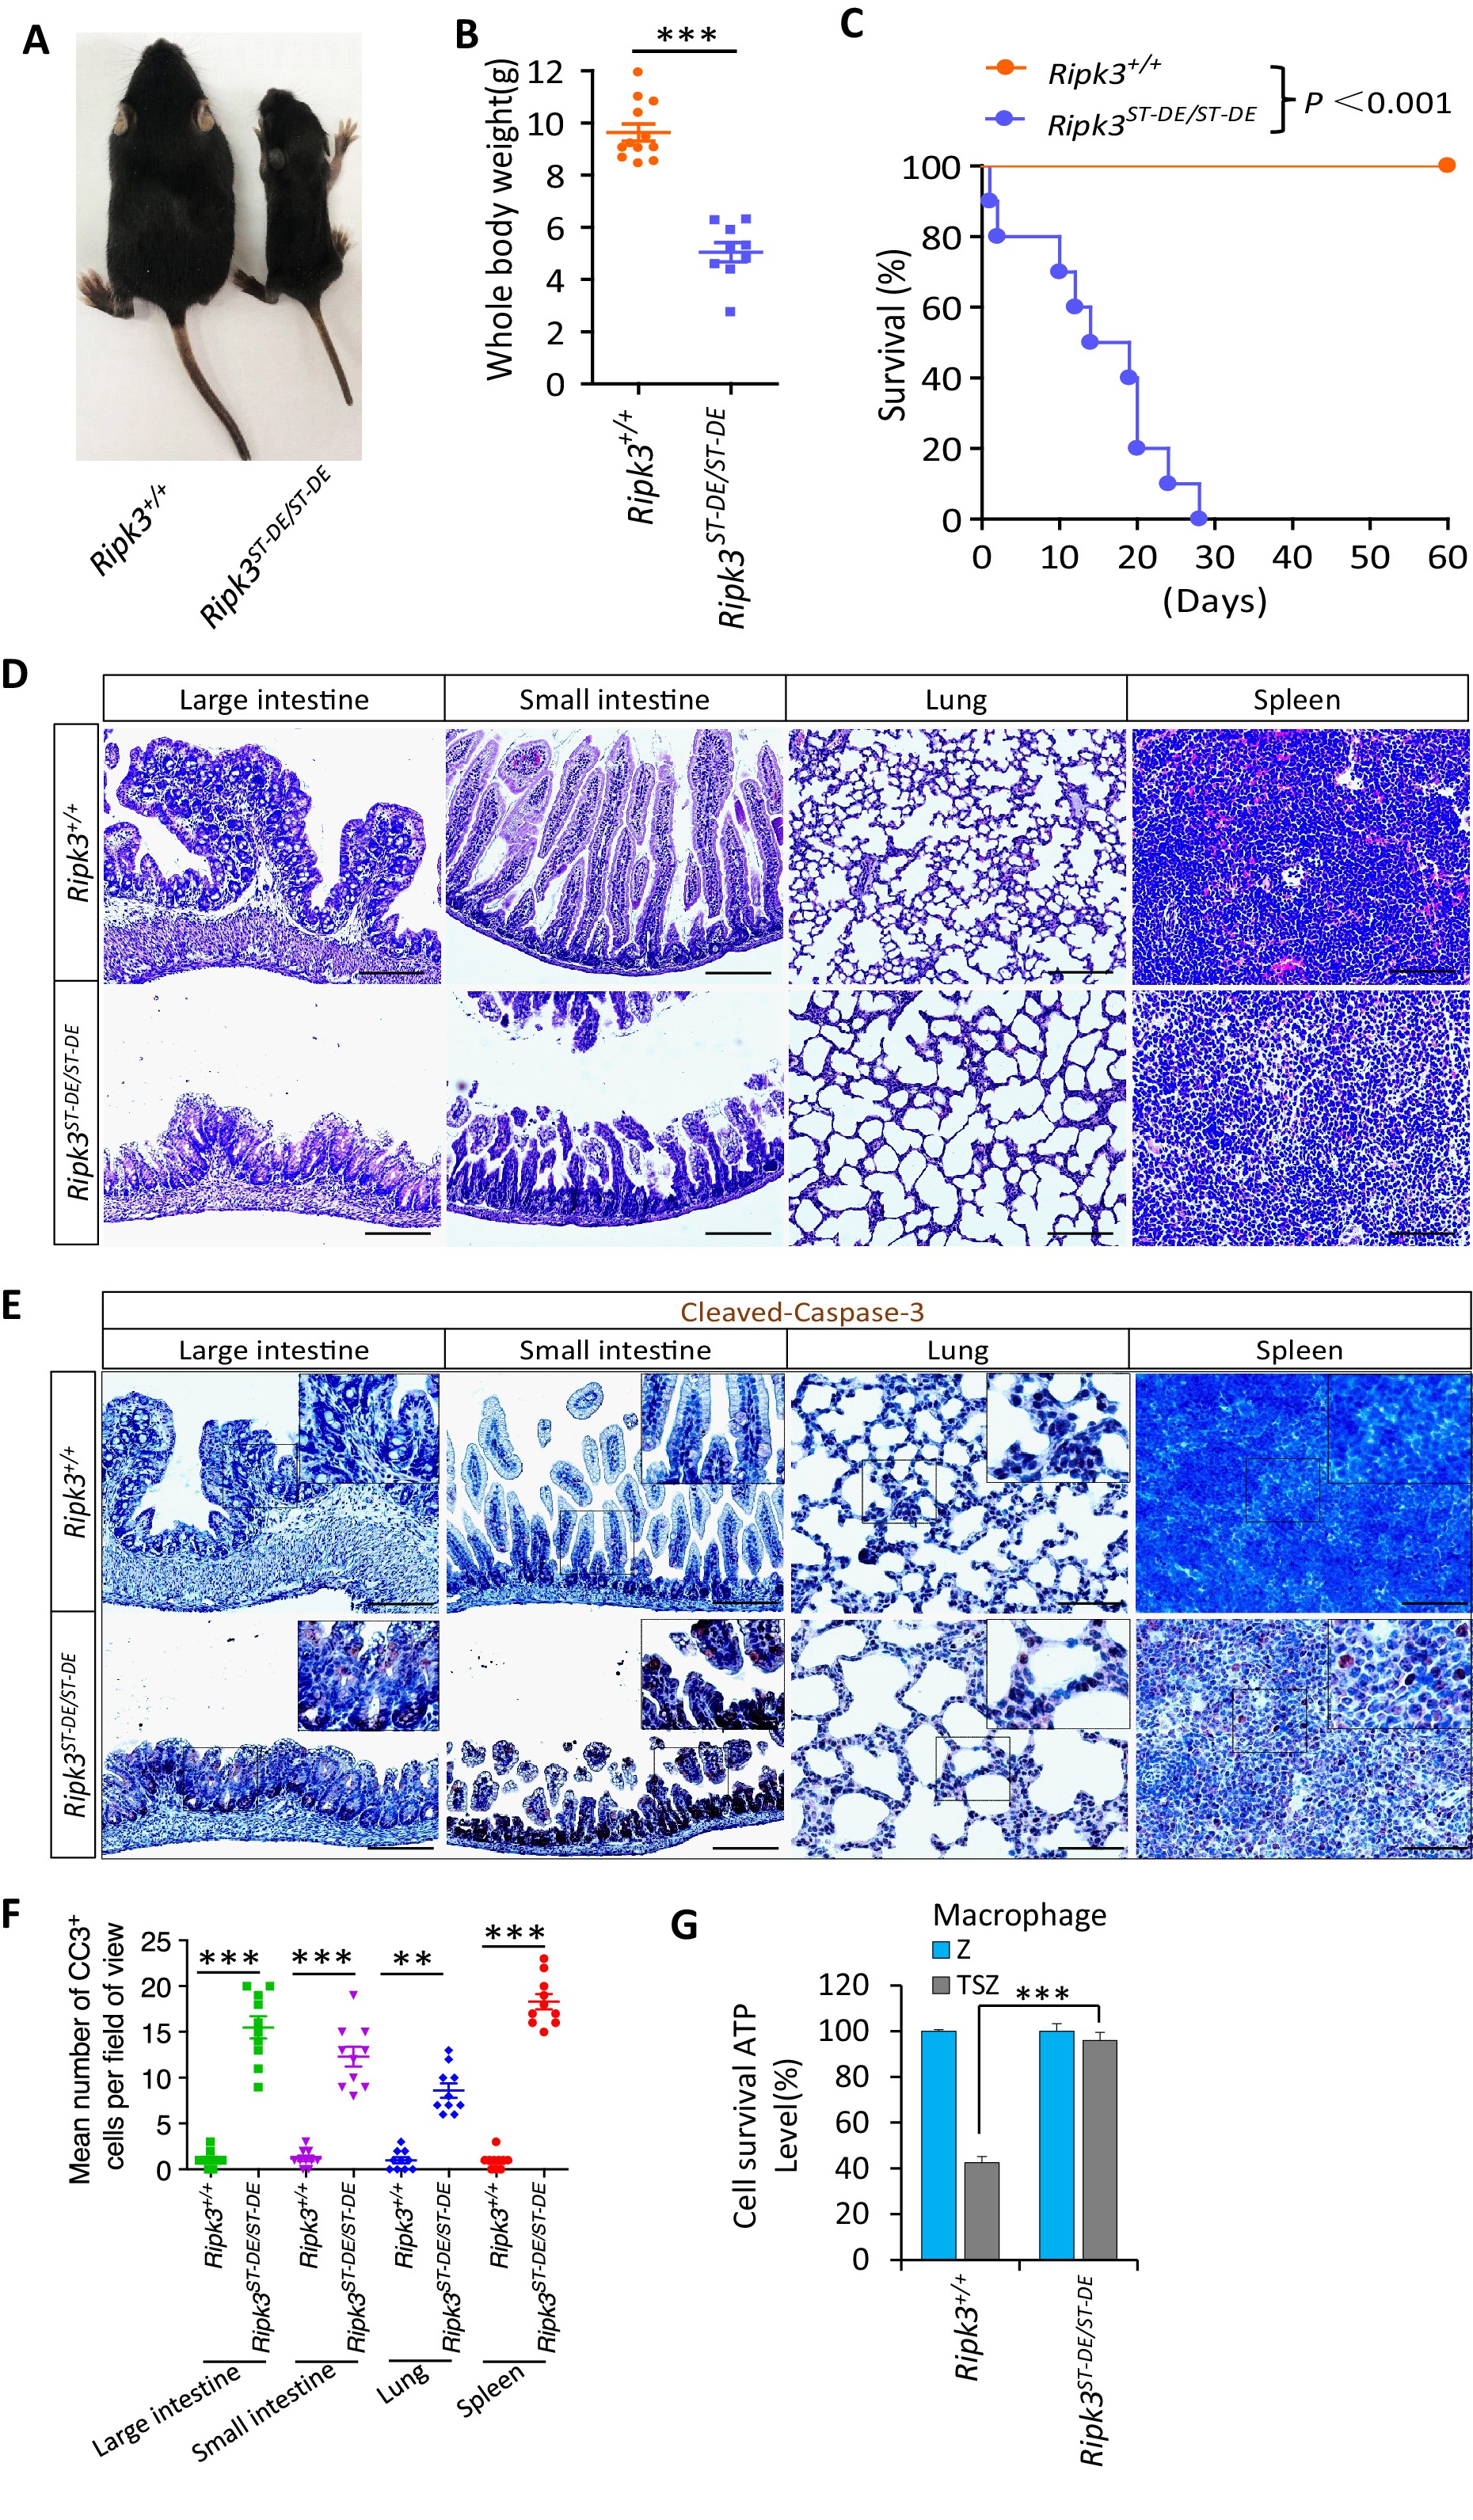 A
Ripk3+/+
Ripk3ST-DE/ST-DE
B
***
Whole body weight(g)
12
10
8
6
4
2
0
Ripk3+/+
Ripk3ST-DE/ST-DE
C
Ripk3+/+
Ripk3ST-DE/ST-DE
P <0.001
Survival (%)
100
80
60
40
20
0
0 10 20 30 40 50 60
(Days)
D
Large intestine Small intestine Lung Spleen
Ripk3+/+
Ripk3ST-DE/ST-DE
E
Cleaved-Caspase-3
Large intestine Small intestine Lung Spleen
Ripk3+/+
Ripk3ST-DE/ST-DE
F
Mean number of CC3+
cells per field of view
25
20
15
10
5
0
*** *** ** ***
Ripk3+/+ Ripk3ST-DE/ST-DE Ripk3+/+ Ripk3ST-DE/ST-DE Ripk3+/+ Ripk3ST-DE/ST-DE Ripk3+/+ Ripk3ST-DE/ST-DE
Large intestine Small intestine Lung Spleen
G
Macrophage
Z
TSZ
***
Cell survival ATP
Level(%)
120
100
80
60
40
20
0
Ripk3+/+
Ripk3ST-DE/ST-DE